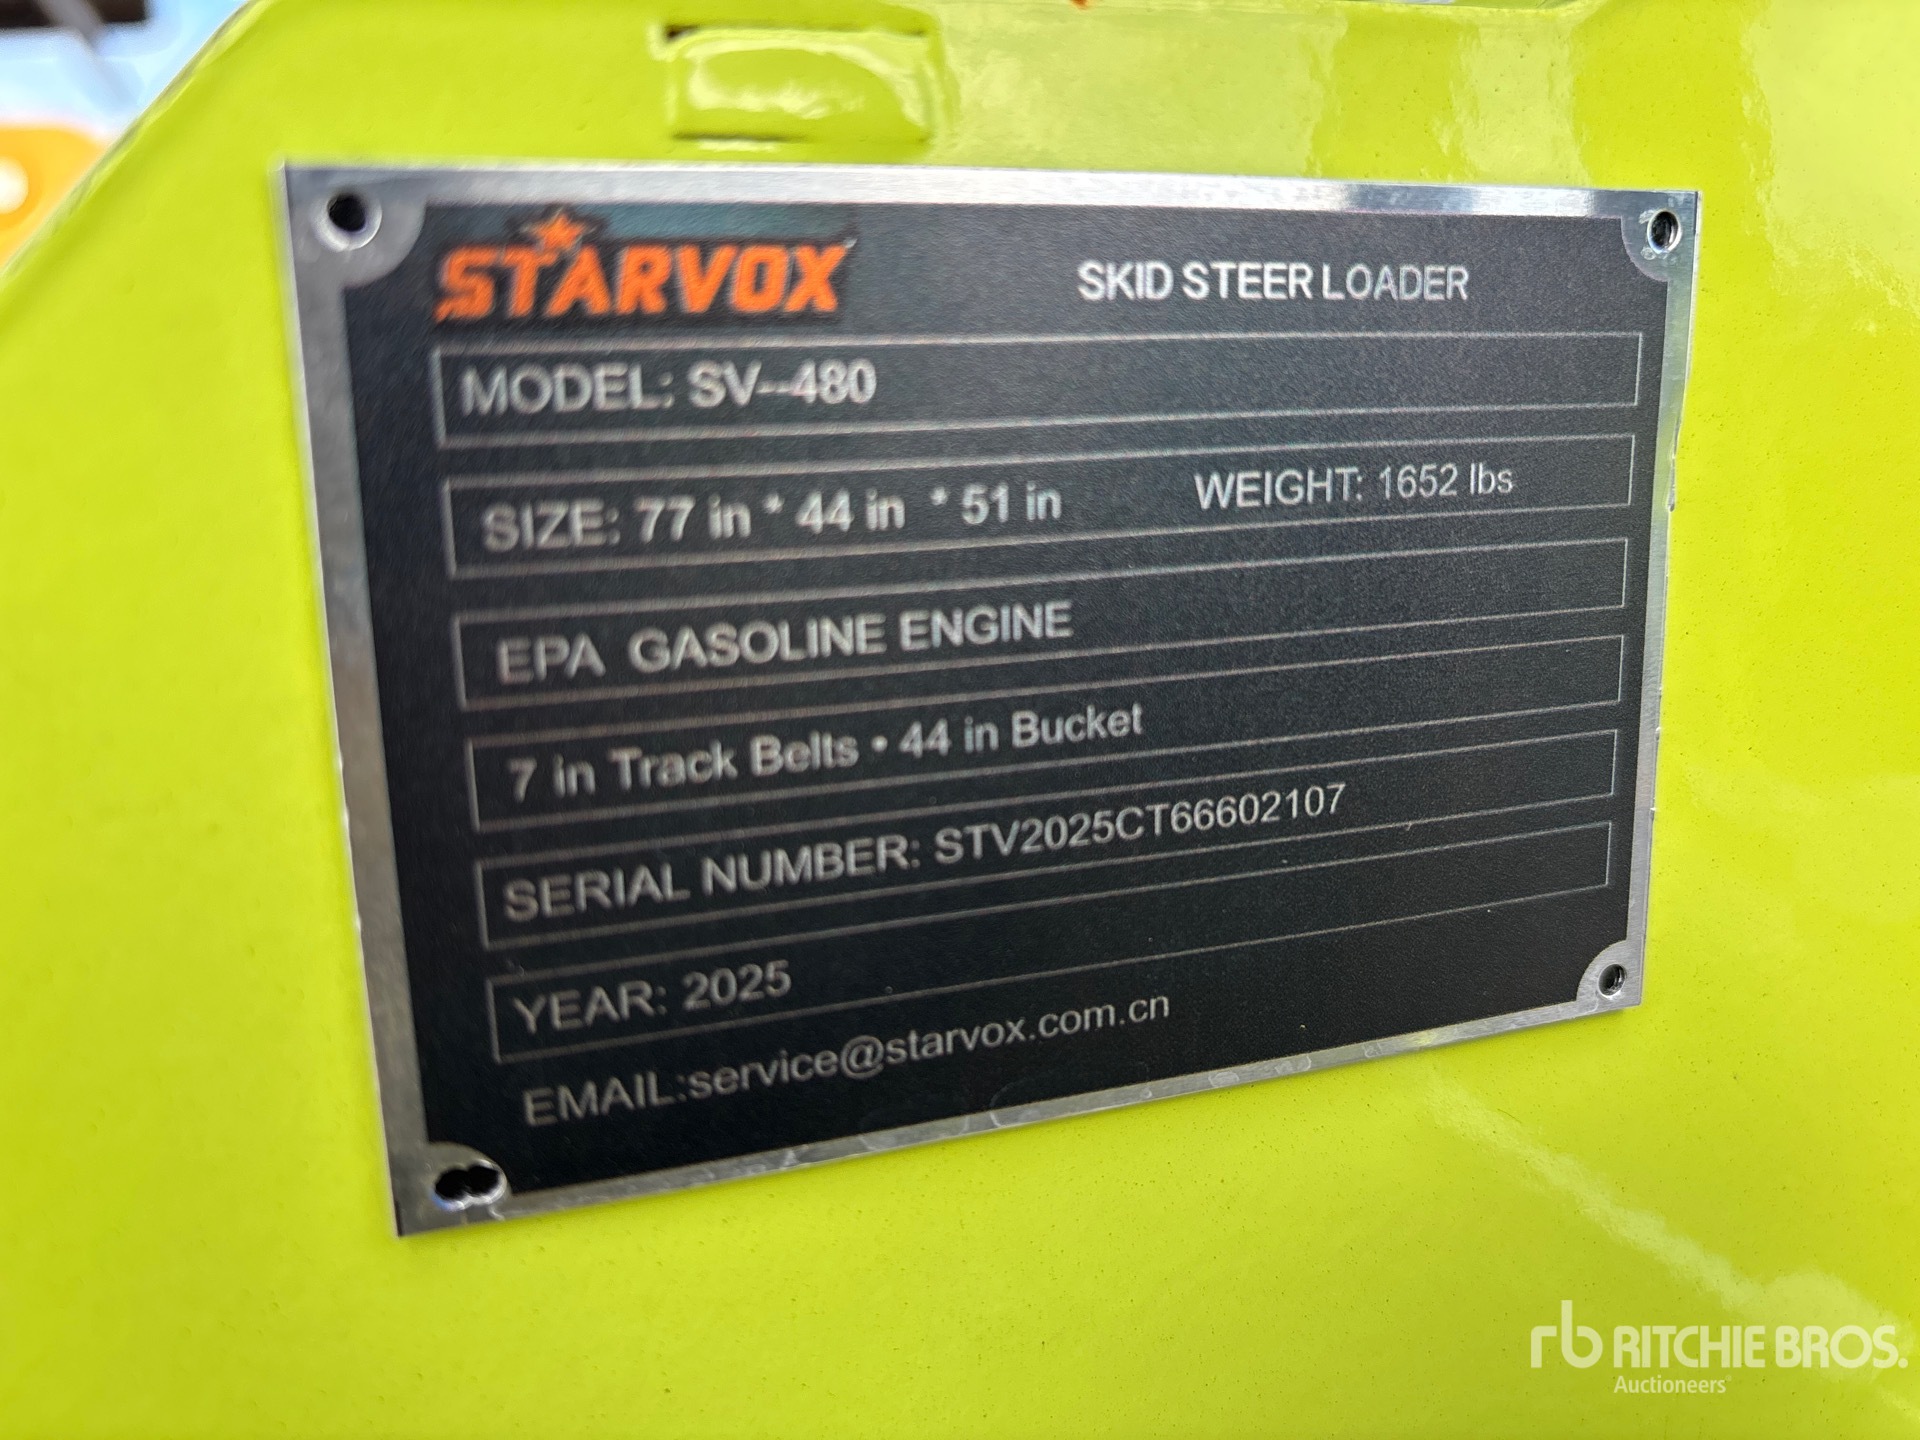 STARVOX
SKID STEER LOADER
MODEL: SV--480
SIZE: 77 in * 44 in * 51 in WEIGHT: 1652 lbs
EPA GASOLINE ENGINE
7 in Track Belts • 44 in Bucket
SERIAL NUMBER: STV2025CT66602107
YEAR: 2025
EMAIL:service@starvox.com.cn
rb RITCHIE BROS.
Auctioneers